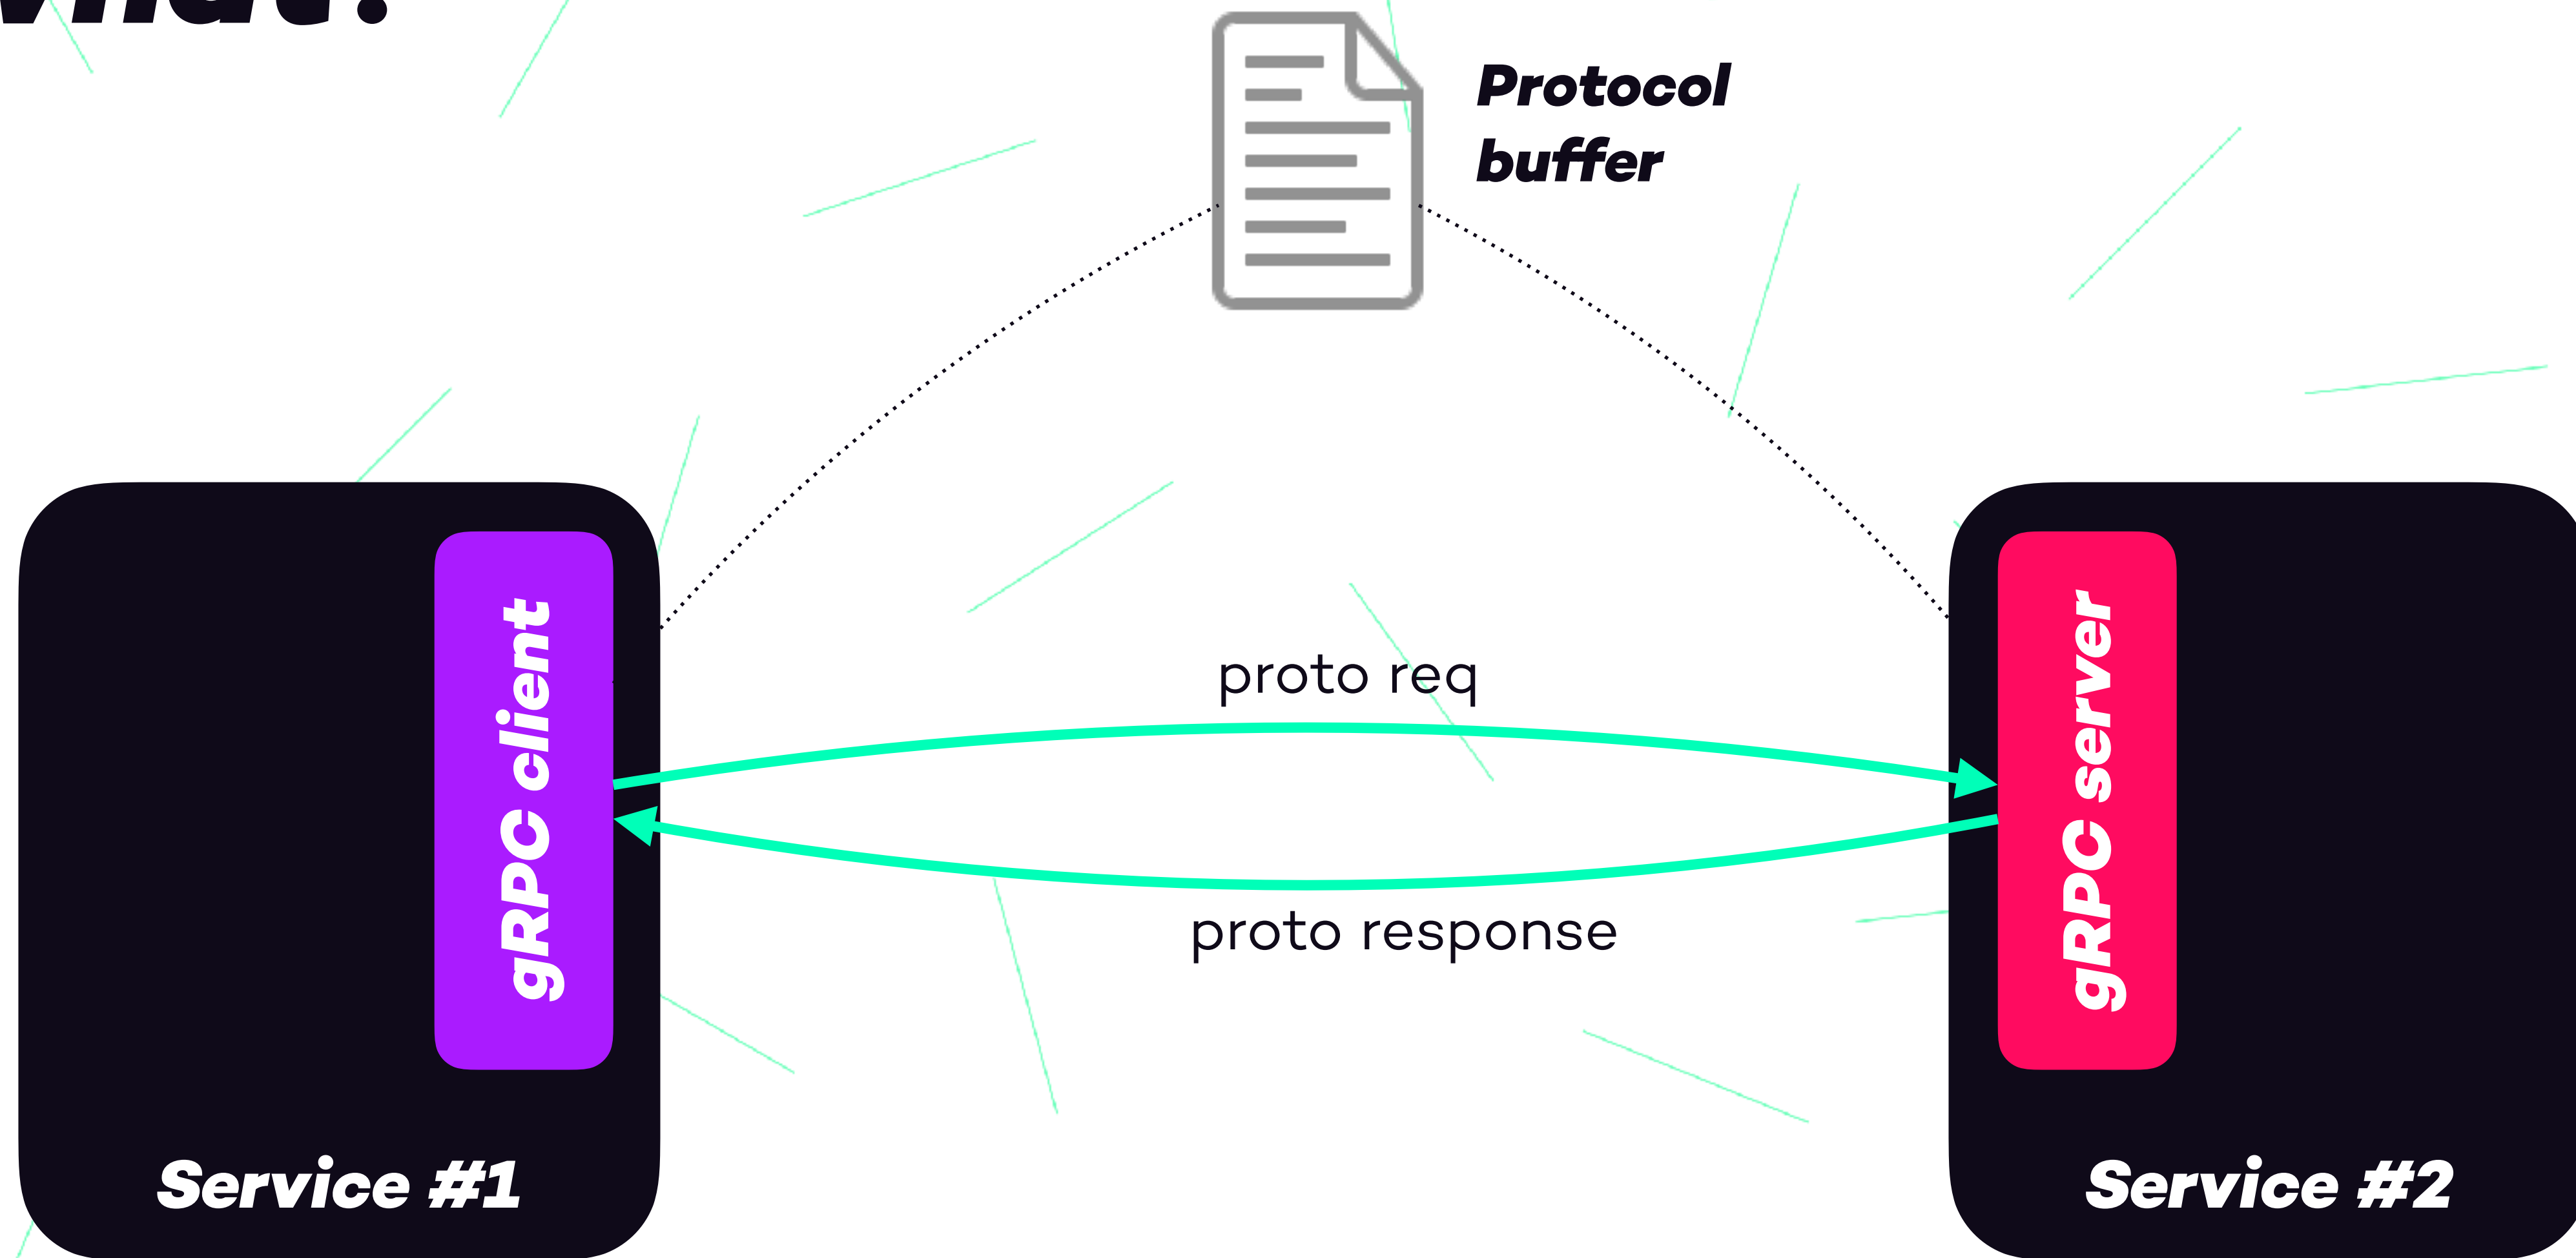 Protocol
buffer
gRPC client
proto req
proto response
gRPC server
Service #1
Service #2